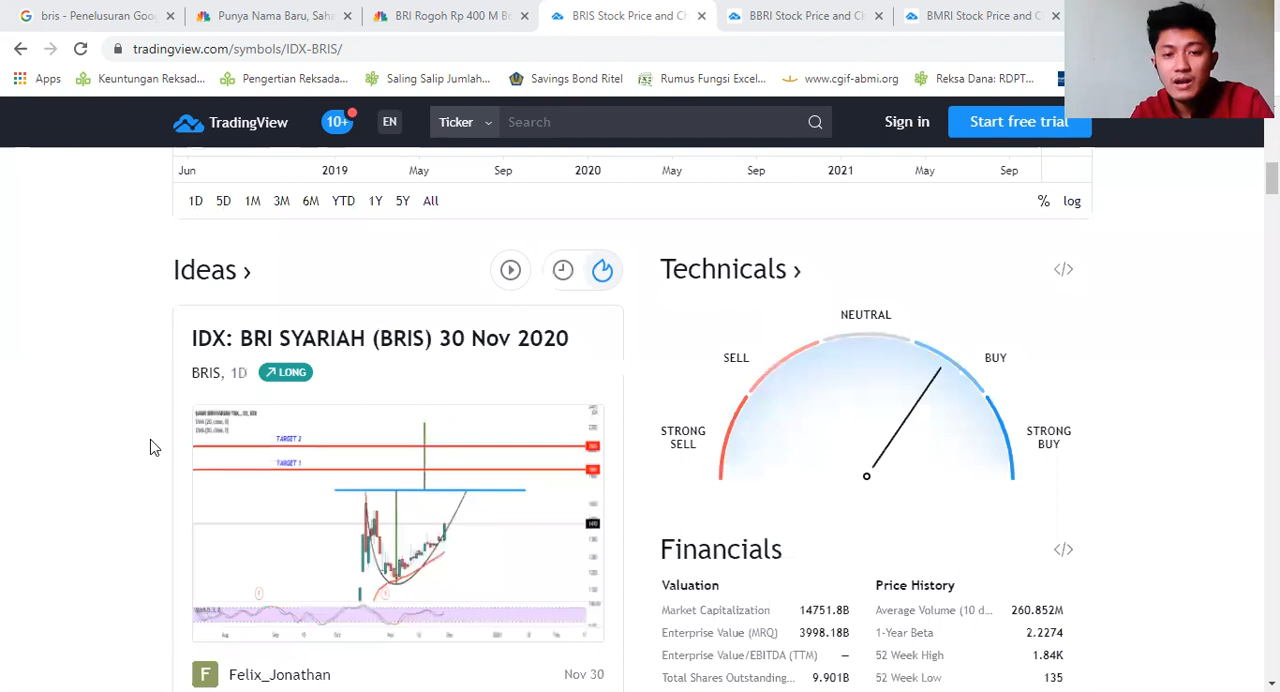 bris - Penelusuran Goo
Punya Nama Baru, Saha
BRI Rogoh Rp 400 M Be
BRIS Stock Price and Ch
BBRI Stock Price and C
BMRI Stock Price and C
tradingview.com/symbols/IDX-BRIS/
Apps
Keuntungan Reksad...
Pengertian Reksada...
Saling Salip Jumlah...
Savings Bond Ritel
Rumus Fungsi Excel...
www.cgif-abmi.org
Reksa Dana: RDPT...
TradingView
10+
EN
Ticker
Search
Sign in
Start free trial
Jun 2019 May Sep 2020 May Sep 2021 May Sep
1D 5D 1M 3M 6M YTD 1Y 5Y All % log
Ideas ›
Technicals ›
</>
IDX: BRI SYARIAH (BRIS) 30 Nov 2020
BRIS, 1D
LONG
TARGET 2
TARGET 1
Felix_Jonathan
Nov 30
NEUTRAL
SELL
BUY
STRONG
SELL
STRONG
BUY
Financials
</>
Valuation
Market Capitalization 14751.8B
Enterprise Value (MRQ) 3998.18B
Enterprise Value/EBITDA (TTM) —
Total Shares Outstanding... 9.901B
Price History
Average Volume (10 d... 260.852M
1-Year Beta 2.2274
52 Week High 1.84K
52 Week Low 135